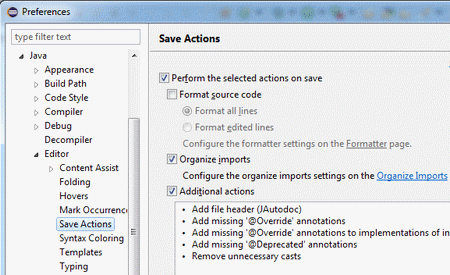 Preferences
type filter text
Save Actions
Java
Appearance
Build Path
Code Style
Compiler
Debug
Decompiler
Editor
Content Assist
Folding
Hovers
Mark Occurrence
Save Actions
Syntax Coloring
Templates
Typing
Perform the selected actions on save
Format source code
Format all lines
Format edited lines
Configure the formatter settings on the Formatter page.
Organize imports
Configure the organize imports settings on the Organize Imports
Additional actions
• Add file header (JAutodoc)
• Add missing '@Override' annotations
• Add missing '@Override' annotations to implementations of in
• Add missing '@Deprecated' annotations
• Remove unnecessary casts